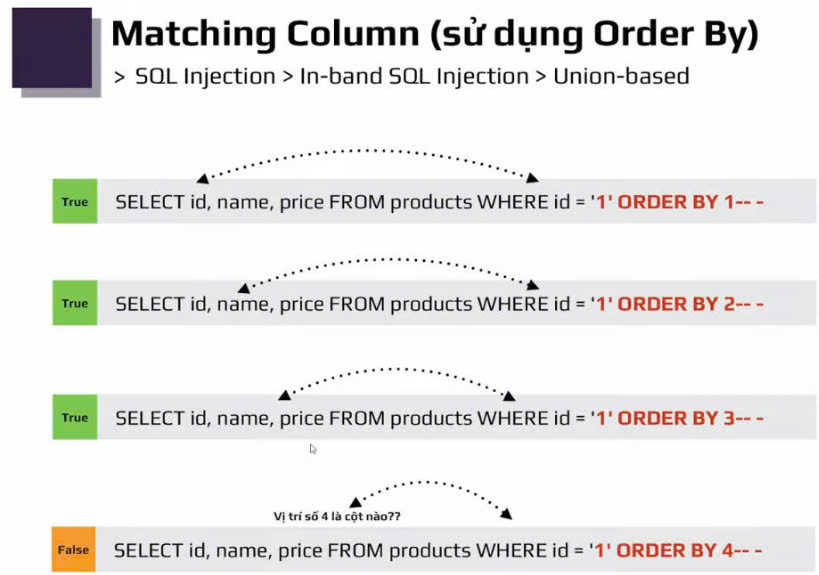 Matching Column (sử dụng Order By)
> SQL Injection > In-band SQL Injection > Union-based
True SELECT id, name, price FROM products WHERE id = '1' ORDER BY 1-- -
True SELECT id, name, price FROM products WHERE id = '1' ORDER BY 2-- -
True SELECT id, name, price FROM products WHERE id = '1' ORDER BY 3-- -
Vị trí số 4 là cột nào??
False SELECT id, name, price FROM products WHERE id = '1' ORDER BY 4-- -